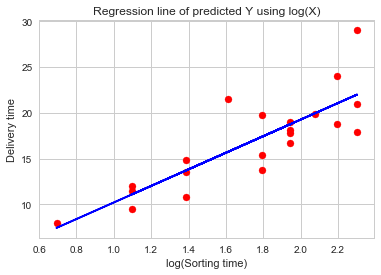 Regression line of predicted Y using log(X)
Delivery time
30
25
20
15
10
0.6 0.8 1.0 1.2 1.4 1.6 1.8 2.0 2.2
log(Sorting time)